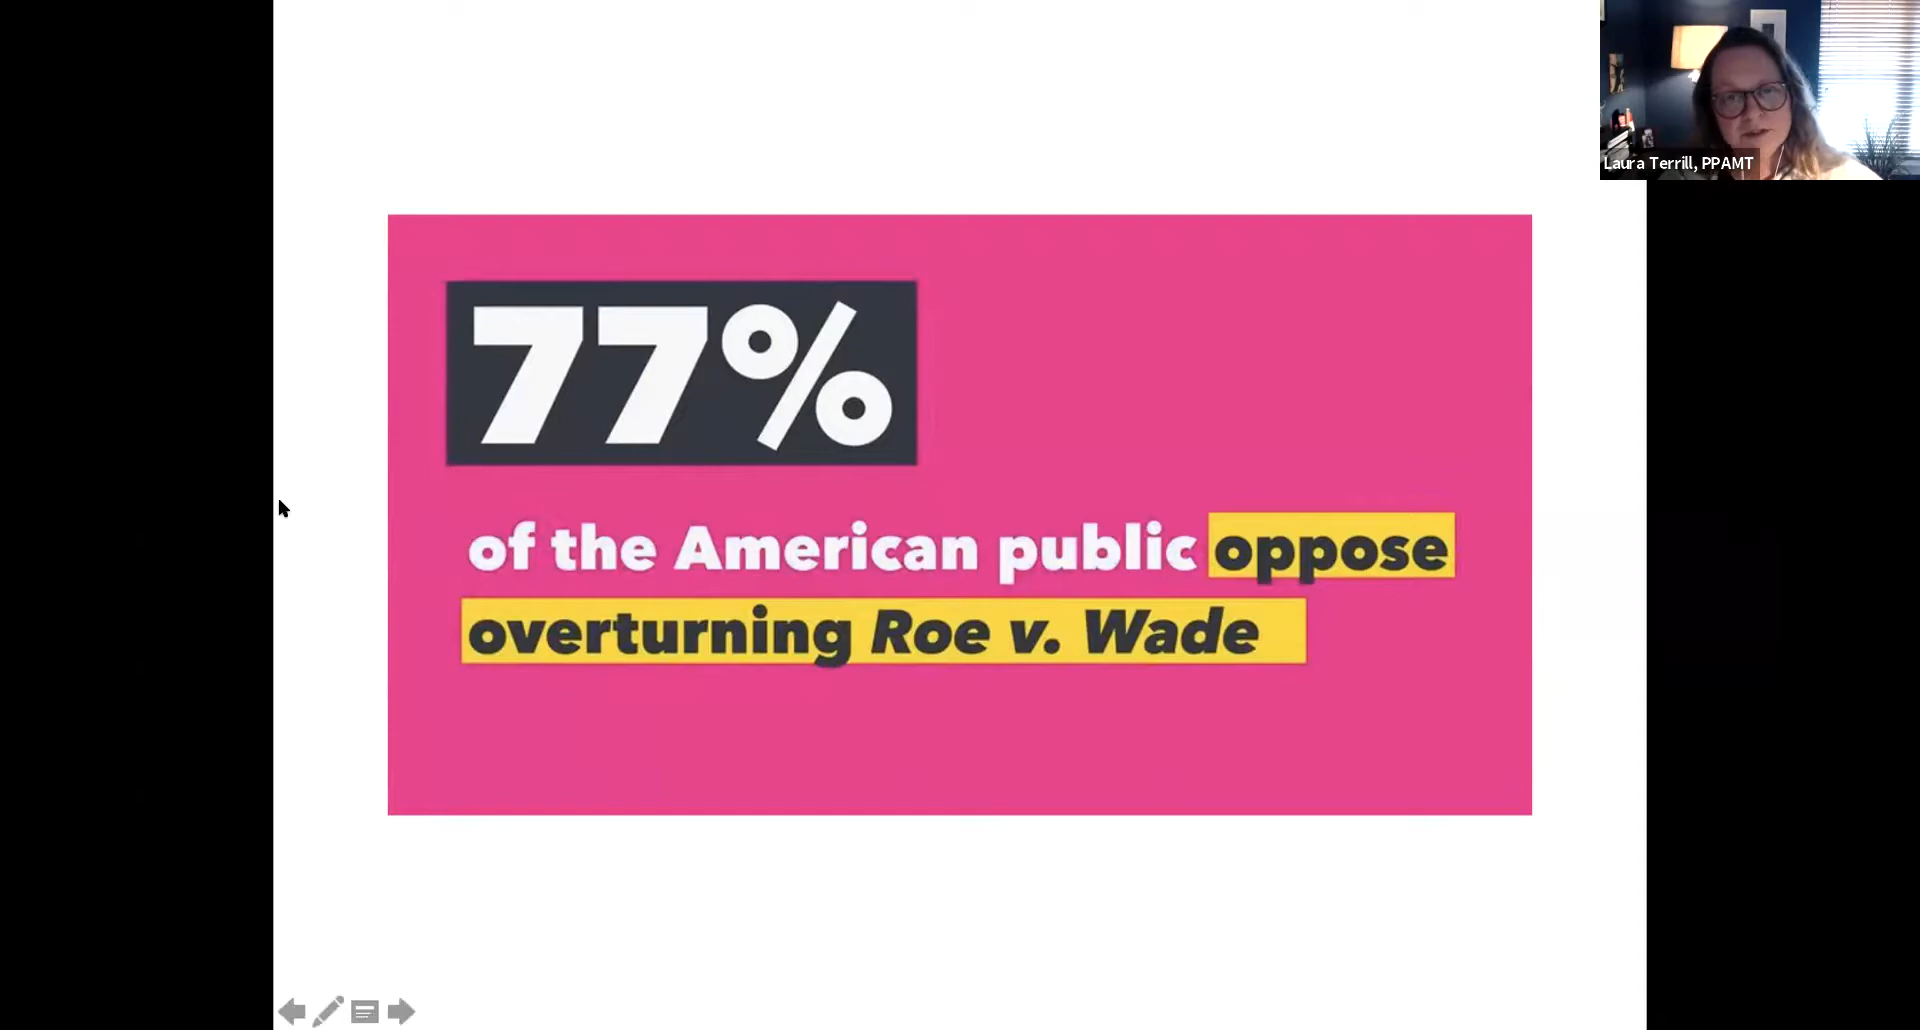 Laura Terrill, PPAMT
77%
of the American public oppose
overturning Roe v. Wade